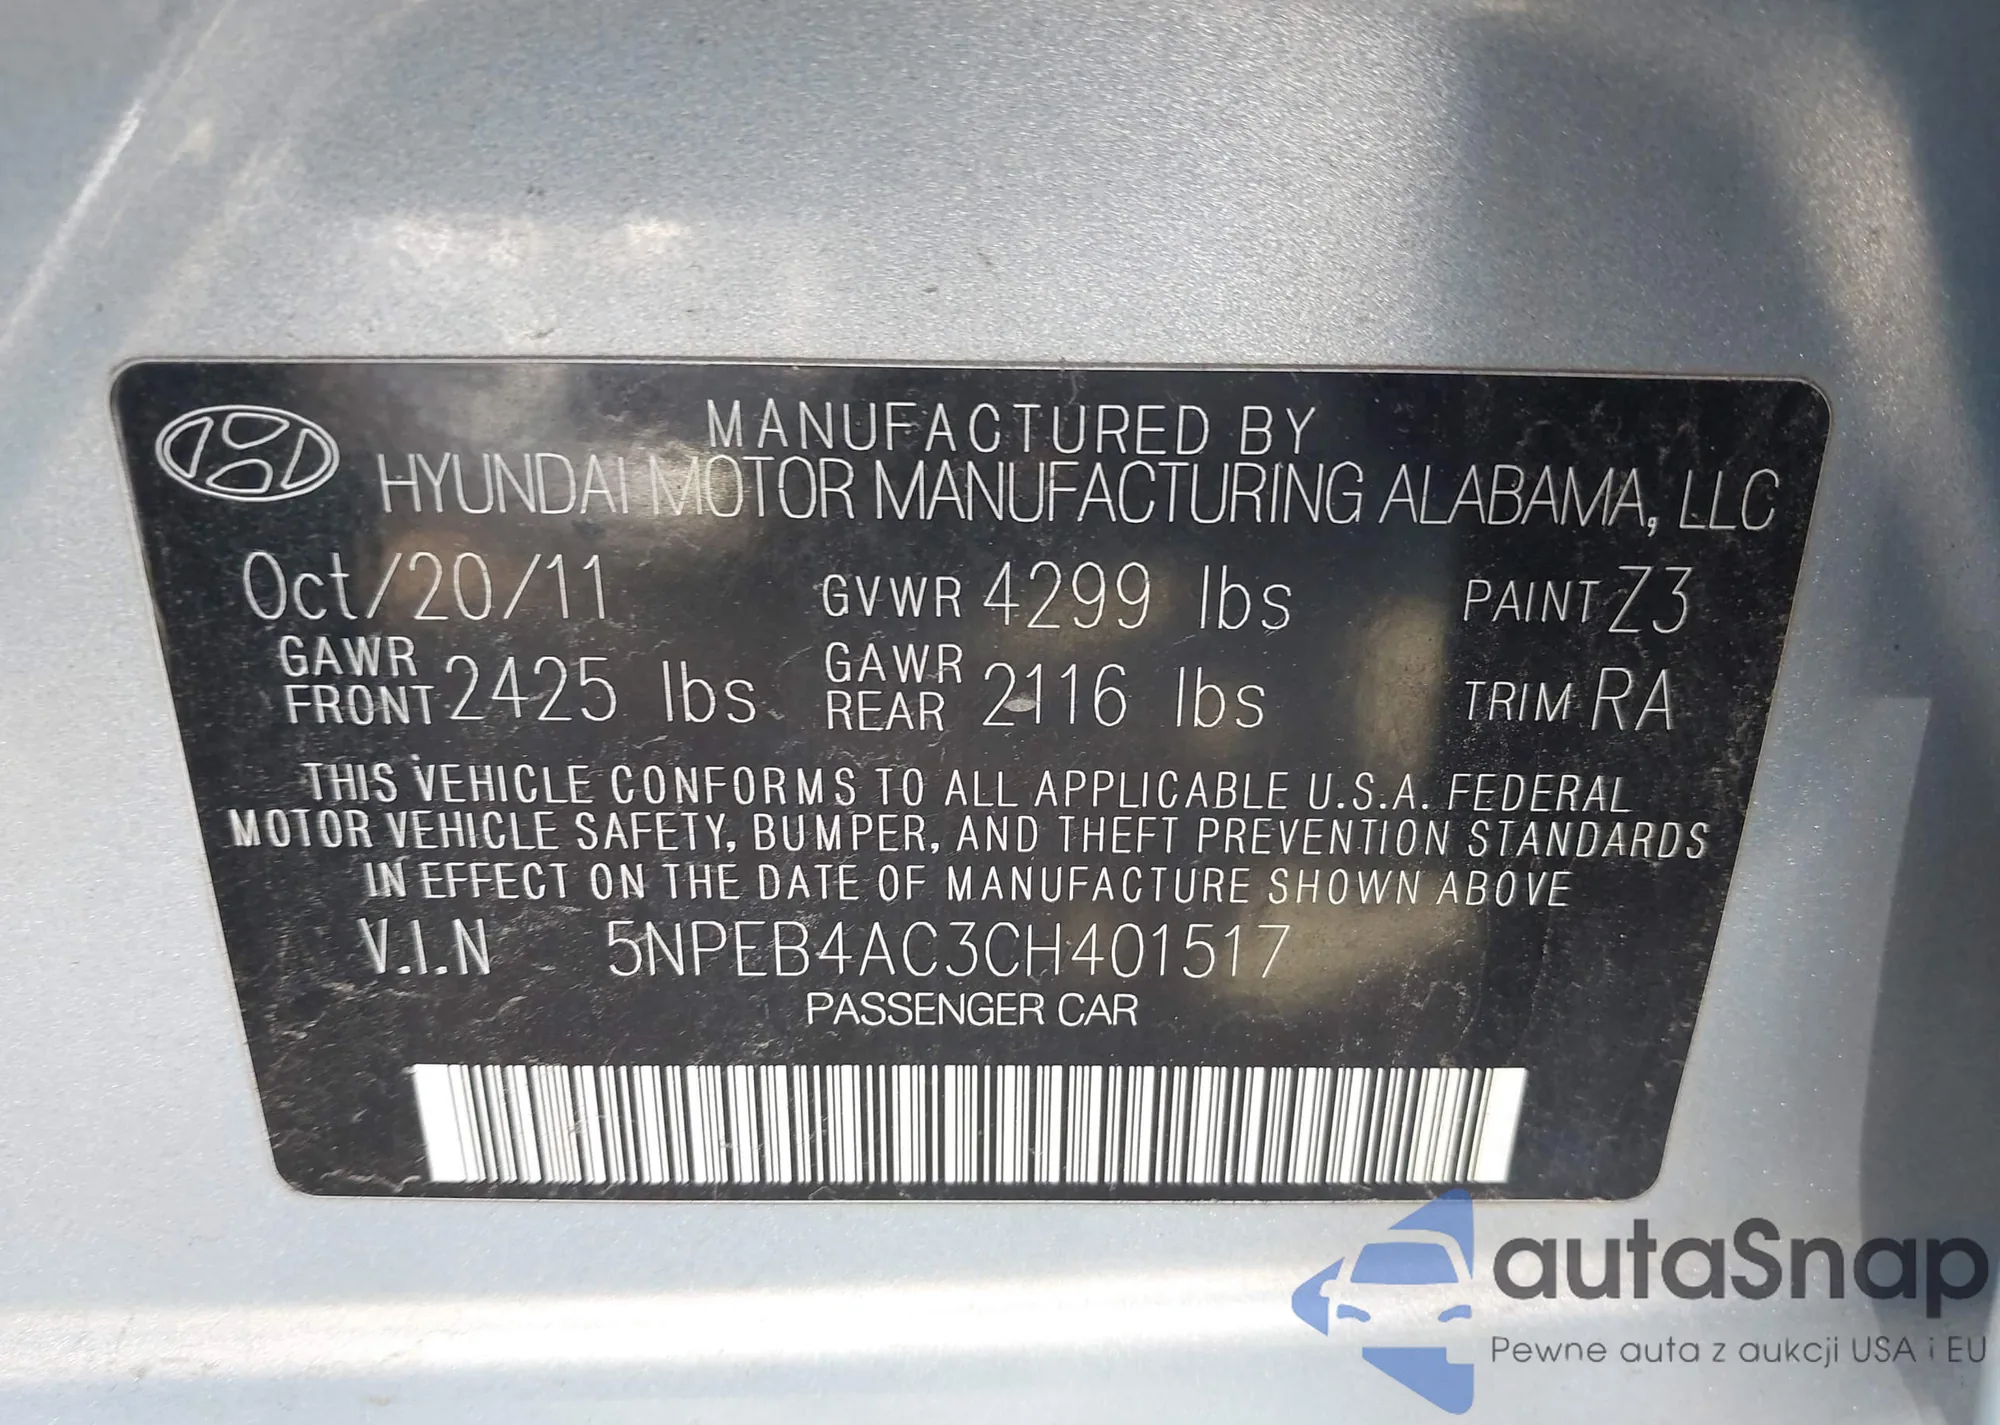 MANUFACTURED BY
HYUNDAI MOTOR MANUFACTURING ALABAMA, LLC
Oct/20/11 GVWR 4299 lbs PAINT Z3
GAWR FRONT 2425 lbs GAWR REAR 2116 lbs TRIM RA
THIS VEHICLE CONFORMS TO ALL APPLICABLE U.S.A. FEDERAL
MOTOR VEHICLE SAFETY, BUMPER, AND THEFT PREVENTION STANDARDS
IN EFFECT ON THE DATE OF MANUFACTURE SHOWN ABOVE
V.I.N 5NPEB4AC3CH401517
PASSENGER CAR
autaSnap
Pewne auta z aukcji USA i EU